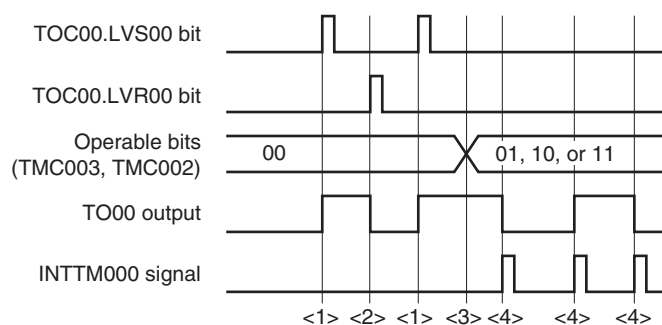 TOC00.LVS00 bit
TOC00.LVR00 bit
Operable bits
(TMC003, TMC002)
00
01, 10, or 11
TO00 output
INTTM000 signal
<1> <2> <1> <3> <4> <4> <4>